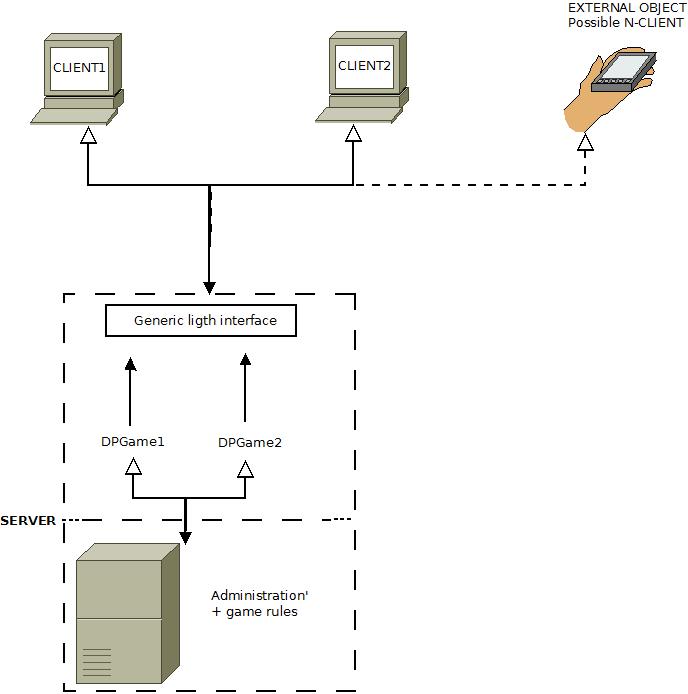 EXTERNAL OBJECT
Possible N-CLIENT
CLIENT1
CLIENT2
Generic ligth interface
DPGame1
DPGame2
SERVER
Administration'
+ game rules